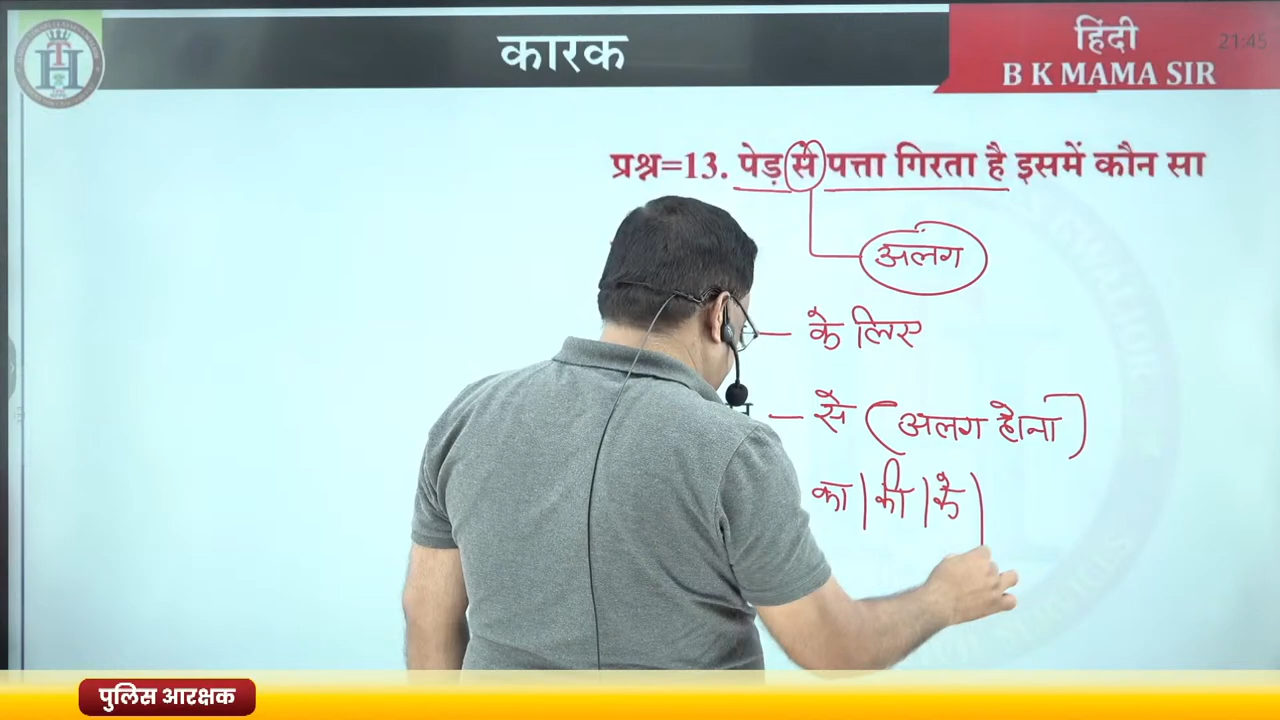 कारक
हिंदी
B K MAMA SIR
21:45
प्रश्न=13. पेड़ से पत्ता गिरता है इसमें कौन सा
अलग
— के लिए
— से (अलग होना)
का | की | के |
पुलिस आरक्षक